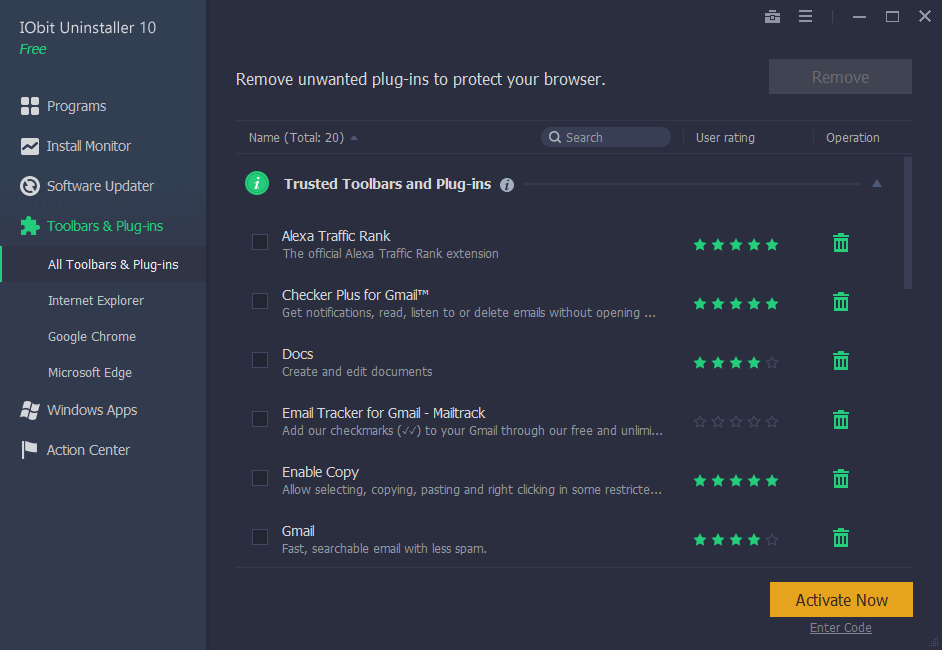 IObit Uninstaller 10
Free
Programs
Install Monitor
Software Updater
Toolbars & Plug-ins
All Toolbars & Plug-ins
Internet Explorer
Google Chrome
Microsoft Edge
Windows Apps
Action Center
Remove unwanted plug-ins to protect your browser.
Remove
Name (Total: 20)
Search
User rating
Operation
Trusted Toolbars and Plug-ins
Alexa Traffic Rank
The official Alexa Traffic Rank extension
Checker Plus for Gmail™
Get notifications, read, listen to or delete emails without opening ...
Docs
Create and edit documents
Email Tracker for Gmail - Mailtrack
Add our checkmarks (✓✓) to your Gmail through our free and unlimi...
Enable Copy
Allow selecting, copying, pasting and right clicking in some restricte...
Gmail
Fast, searchable email with less spam.
Activate Now
Enter Code